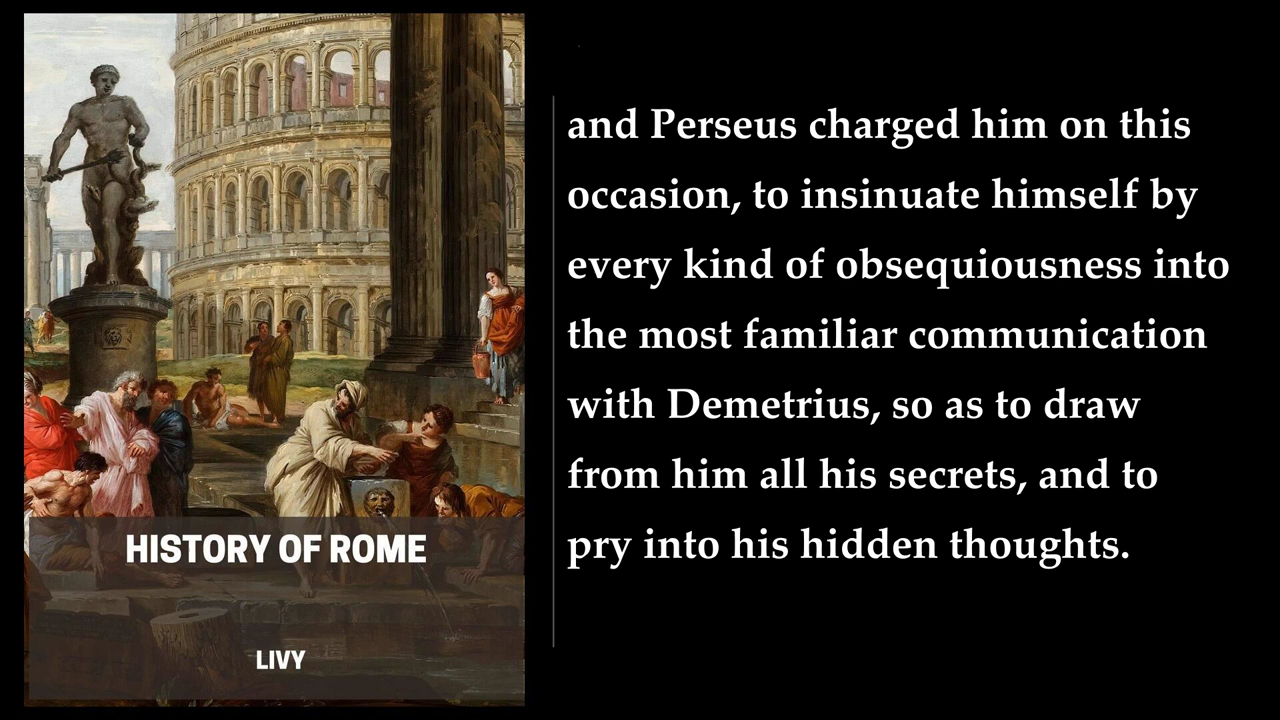 HISTORY OF ROME
LIVY
and Perseus charged him on this
occasion, to insinuate himself by
every kind of obsequiousness into
the most familiar communication
with Demetrius, so as to draw
from him all his secrets, and to
pry into his hidden thoughts.